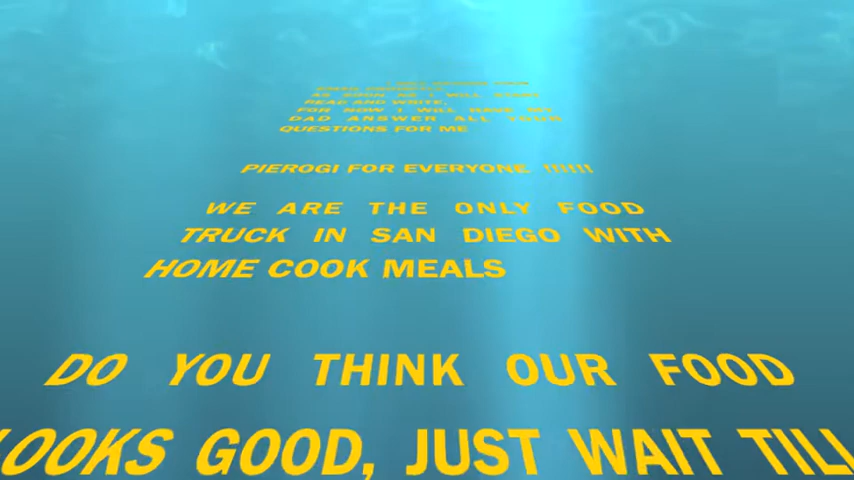 AS SOON AS I WILL
READ AND WRITE,
FOR NOW I WILL HAVE MY
DAD ANSWER ALL YOUR
QUESTIONS FOR ME
PIEROGI FOR EVERYONE !!!!!!
WE ARE THE ONLY FOOD
TRUCK IN SAN DIEGO WITH
HOME COOK MEALS
DO YOU THINK OUR FOOD
LOOKS GOOD, JUST WAIT TILL